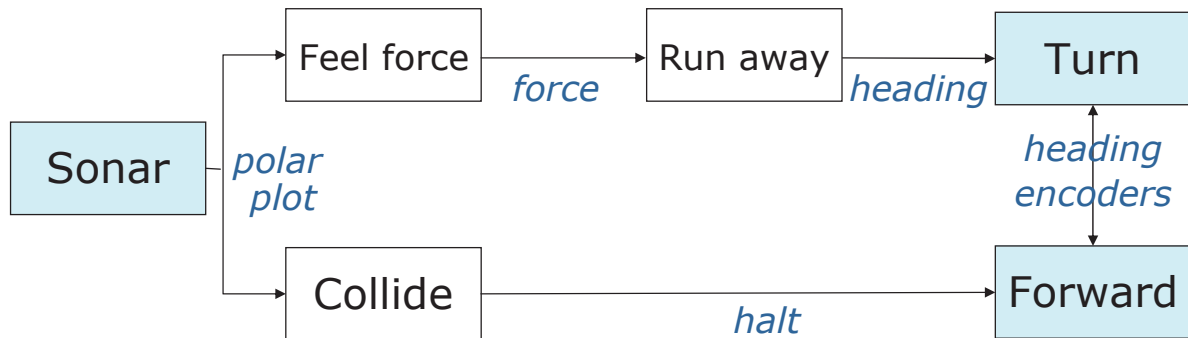 Feel force
force
Run away
heading
Turn
Sonar
polar
plot
heading
encoders
Collide
halt
Forward